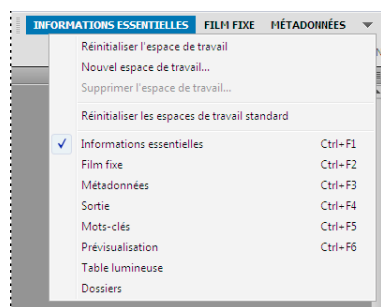 INFORMATIONS ESSENTIELLES FILM FIXE MÉTADONNÉES
Réinitialiser l'espace de travail
Nouvel espace de travail...
Supprimer l'espace de travail...
Réinitialiser les espaces de travail standard
Informations essentielles Ctrl+F1
Film fixe Ctrl+F2
Métadonnées Ctrl+F3
Sortie Ctrl+F4
Mots-clés Ctrl+F5
Prévisualisation Ctrl+F6
Table lumineuse
Dossiers